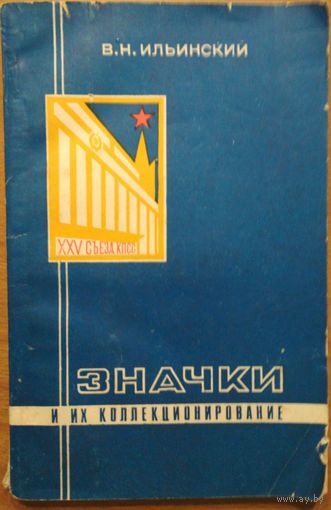 В.Н. ИЛЬИНСКИЙ
XXV СЪЕЗД КПСС
ЗНАЧКИ
И ИХ КОЛЛЕКЦИОНИРОВАНИЕ
www.ay.by